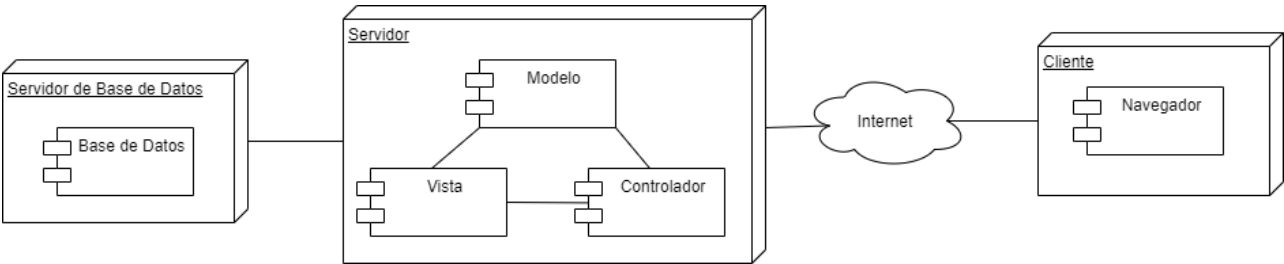 Servidor de Base de Datos
Base de Datos
Servidor
Modelo
Vista
Controlador
Internet
Cliente
Navegador